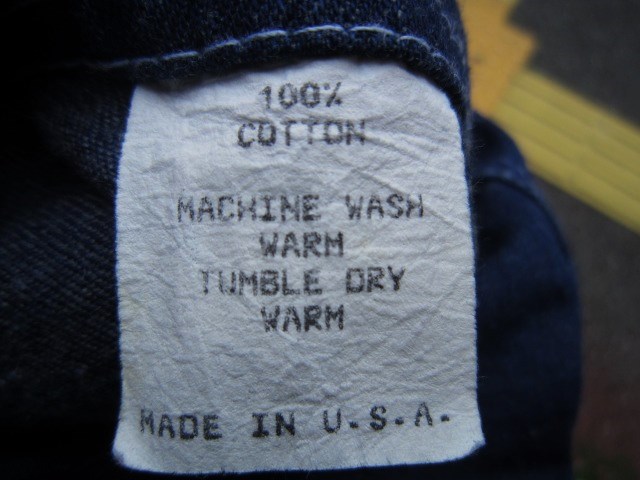 100%
COTTON
MACHINE WASH
WARM
TUMBLE DRY
WARM
MADE IN U.S.A.